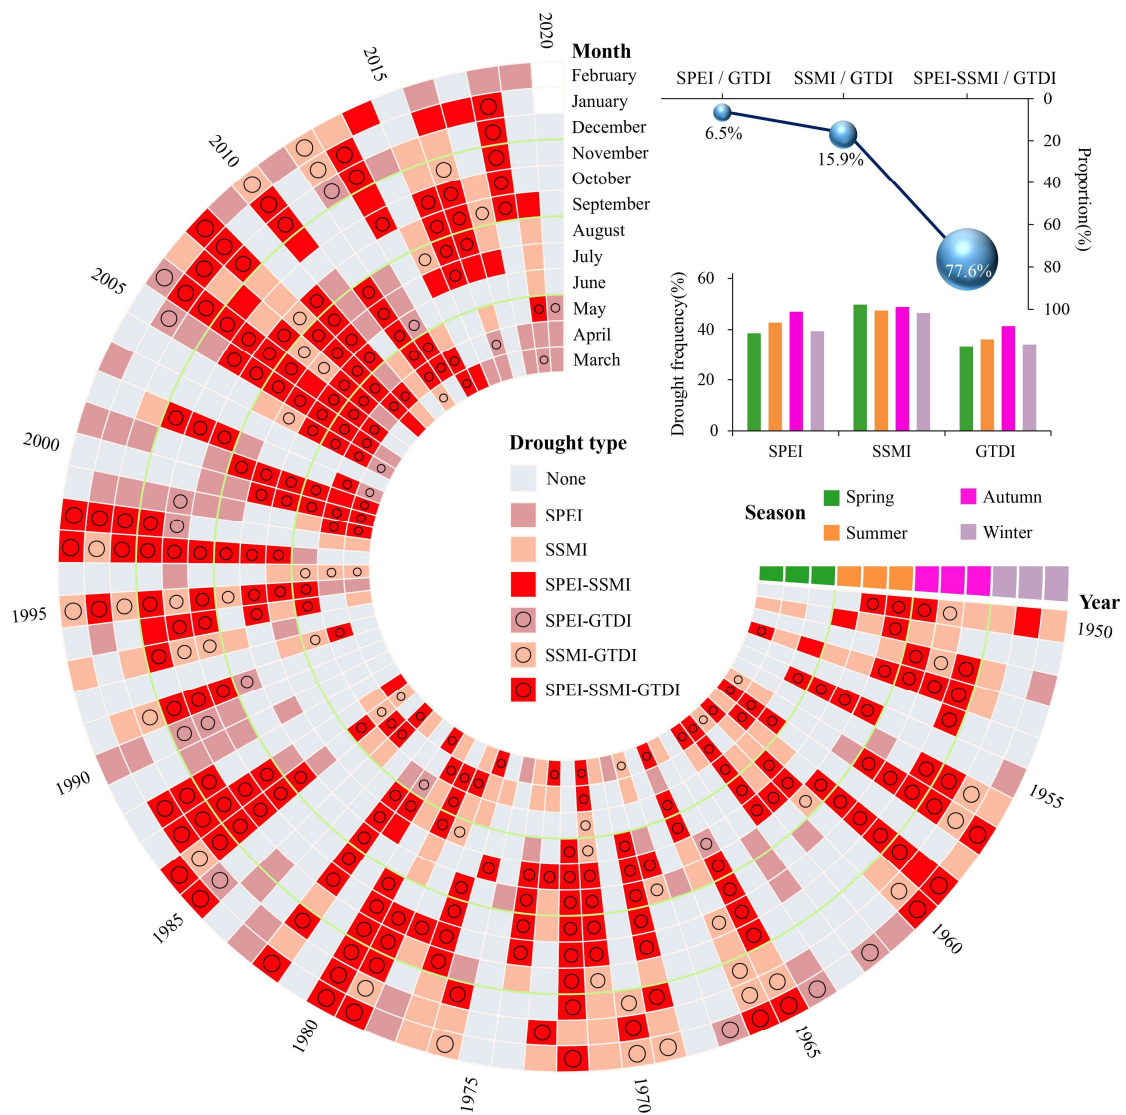 2020
2015
2010
2005
2000
1995
1990
1985
1980
1975
1970
1965
1960
1955
1950
Year
Month
February
January
December
November
October
September
August
July
June
May
April
March
SPEI / GTDI
SSMI / GTDI
SPEI-SSMI / GTDI
0
20
40
60
80
100
Proportion(%)
6.5%
15.9%
77.6%
Drought frequency(%)
60
40
20
0
SPEI
SSMI
GTDI
Season
Spring
Autumn
Summer
Winter
Drought type
None
SPEI
SSMI
SPEI-SSMI
SPEI-GTDI
SSMI-GTDI
SPEI-SSMI-GTDI